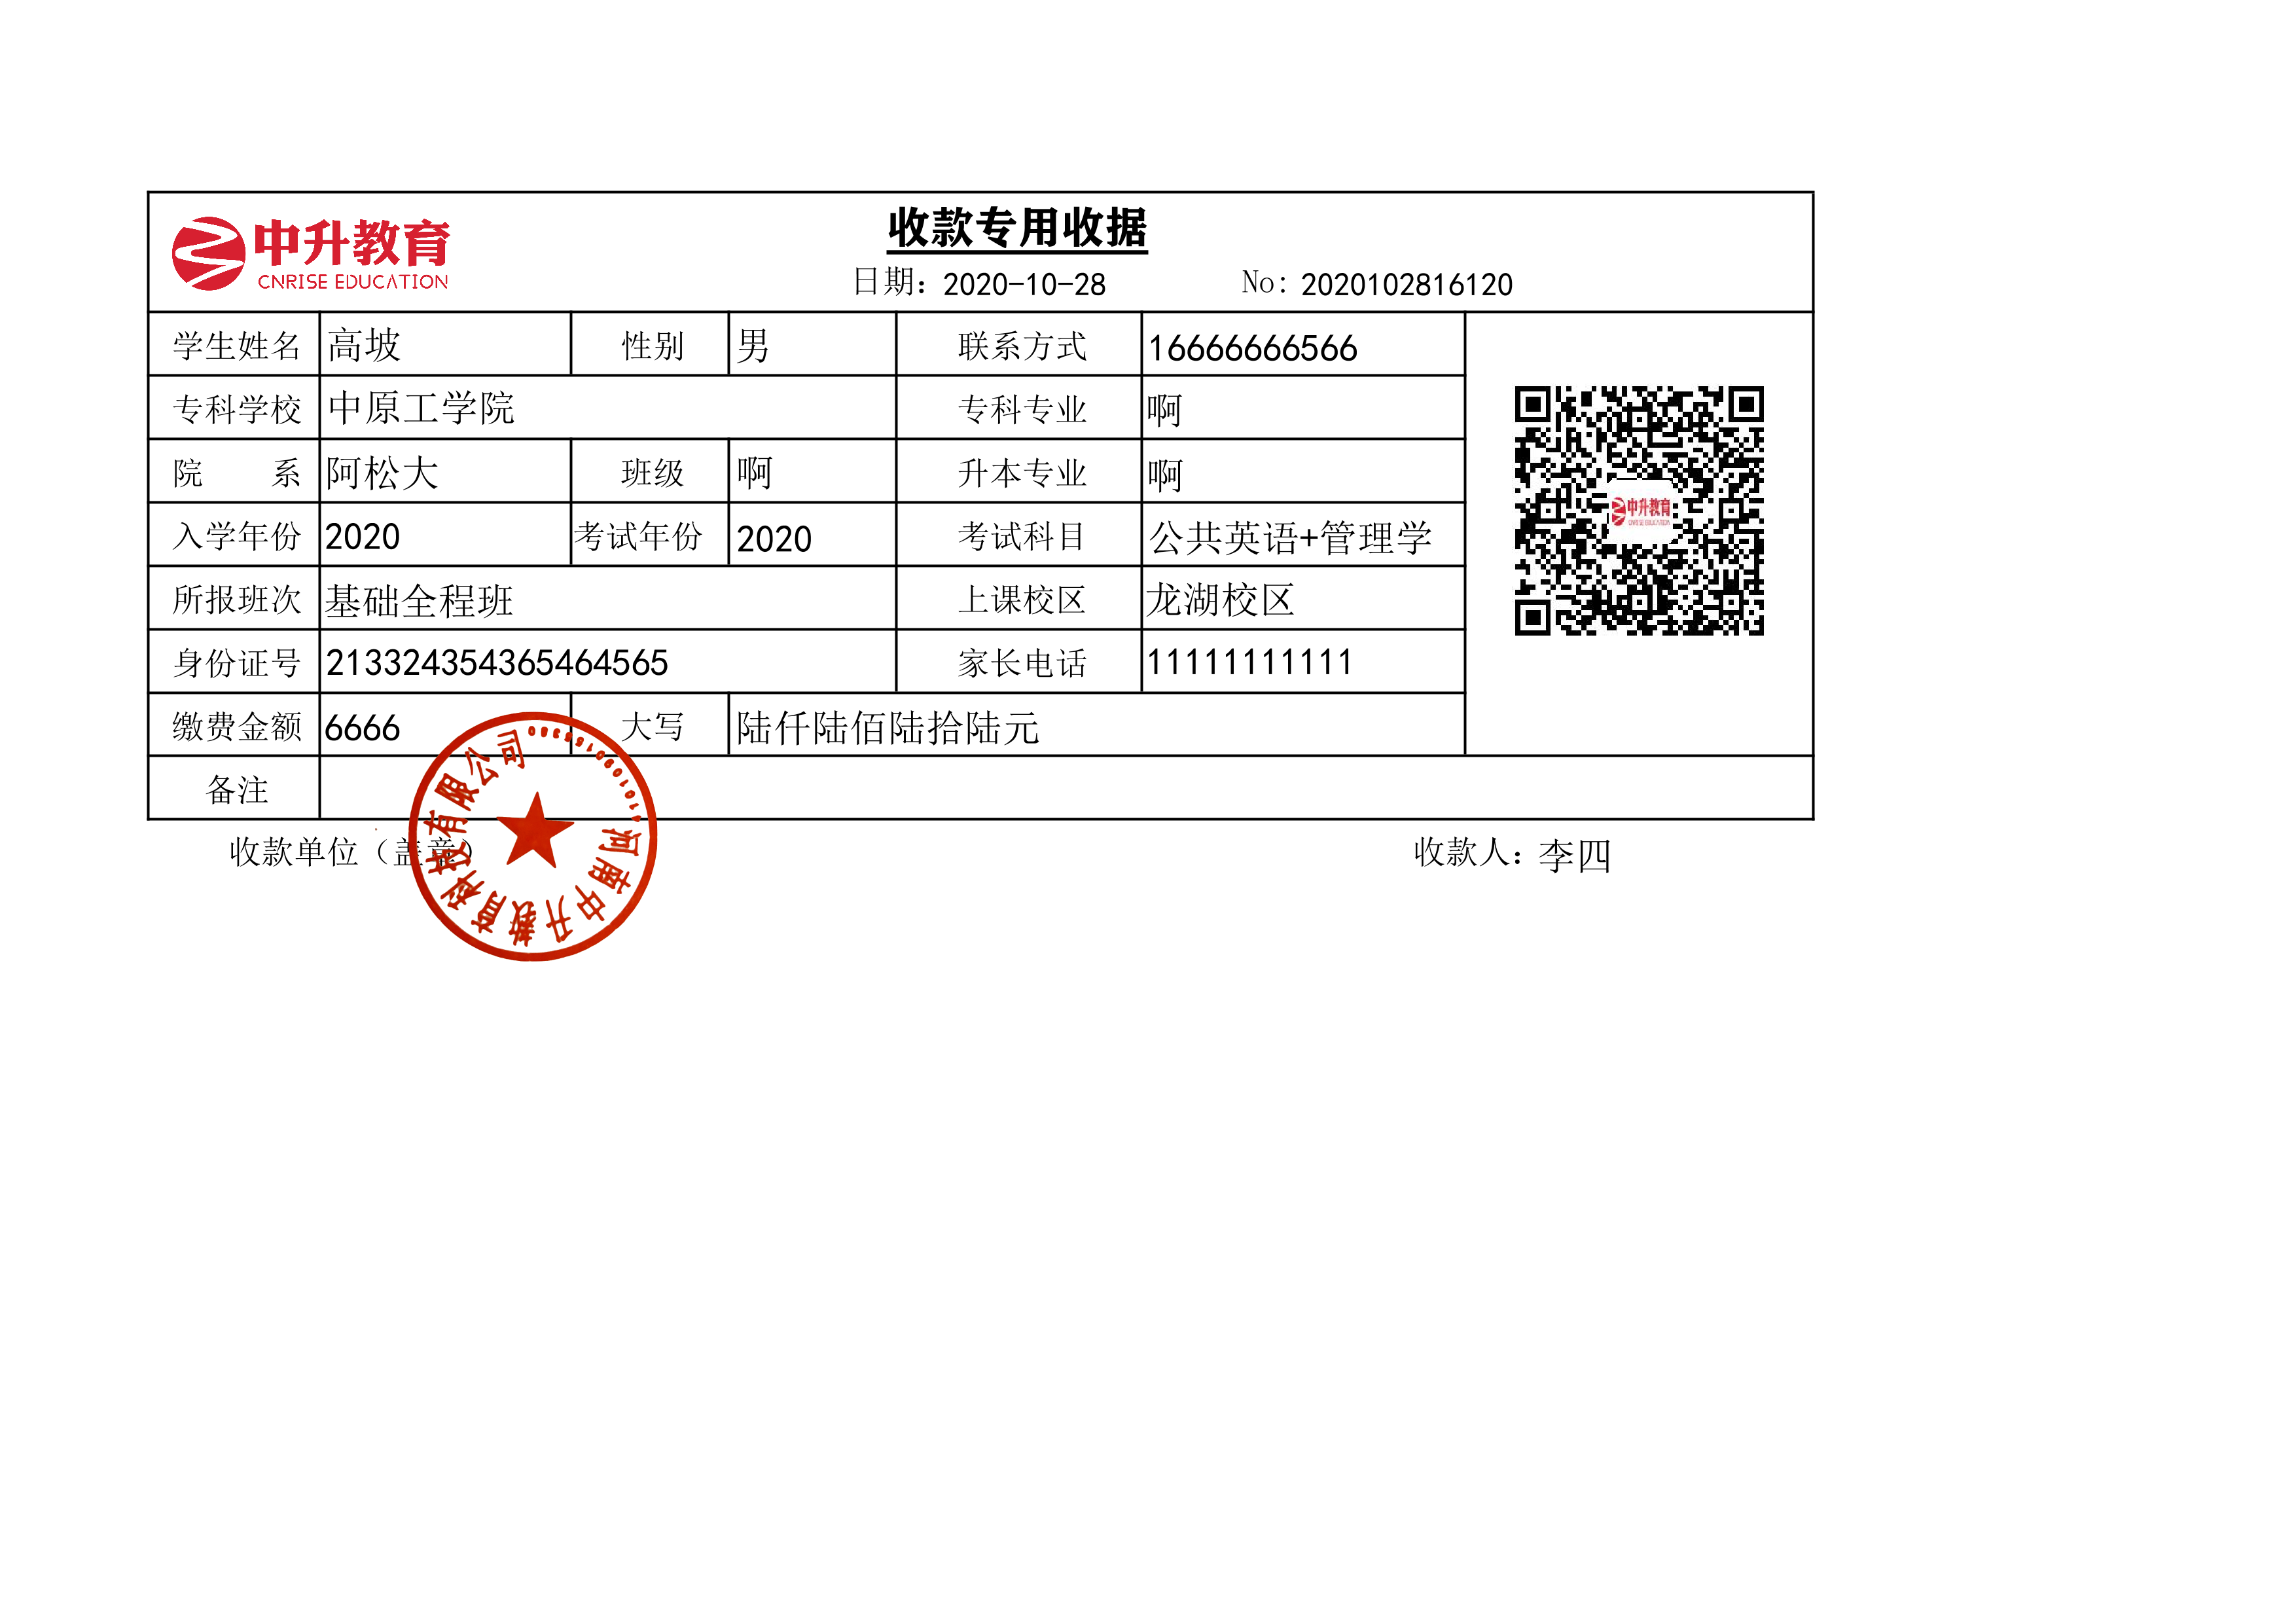 中升教育
CNRISE EDUCATION
收款专用收据
日期：2020-10-28 No：2020102816120
学生姓名 高坡 性别 男 联系方式 16666666566
专科学校 中原工学院 专科专业 啊
院 系 阿松大 班级 啊 升本专业 啊
入学年份 2020 考试年份 2020 考试科目 公共英语+管理学
所报班次 基础全程班 上课校区 龙湖校区
身份证号 213324354365464565 家长电话 11111111111
缴费金额 6666 大写 陆仟陆佰陆拾陆元
备注
收款单位（盖章） 收款人：李四
河南中升教育科技有限公司
中升教育
CNRISE EDUCATION